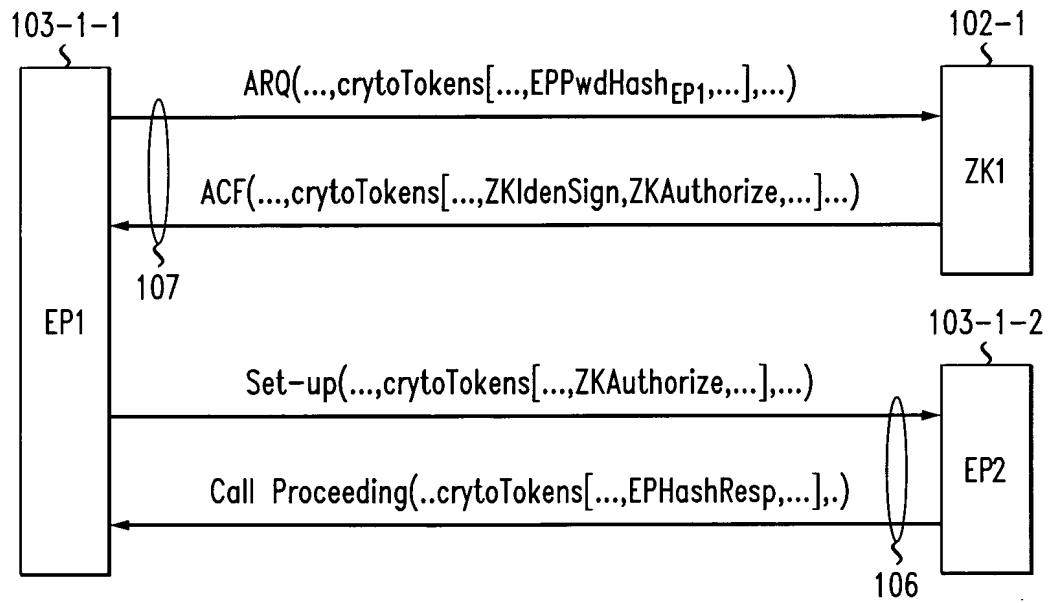 103-1-1
102-1
ARQ(...,crytoTokens[...,EPPwdHashEP1,...],...)
ZK1
ACF(...,crytoTokens[...,ZKIdenSign,ZKAuthorize,...]...)
107
EP1
103-1-2
Set-up(...,crytoTokens[...,ZKAuthorize,...],...)
EP2
Call Proceeding(..crytoTokens[...,EPHashResp,...],.)
106